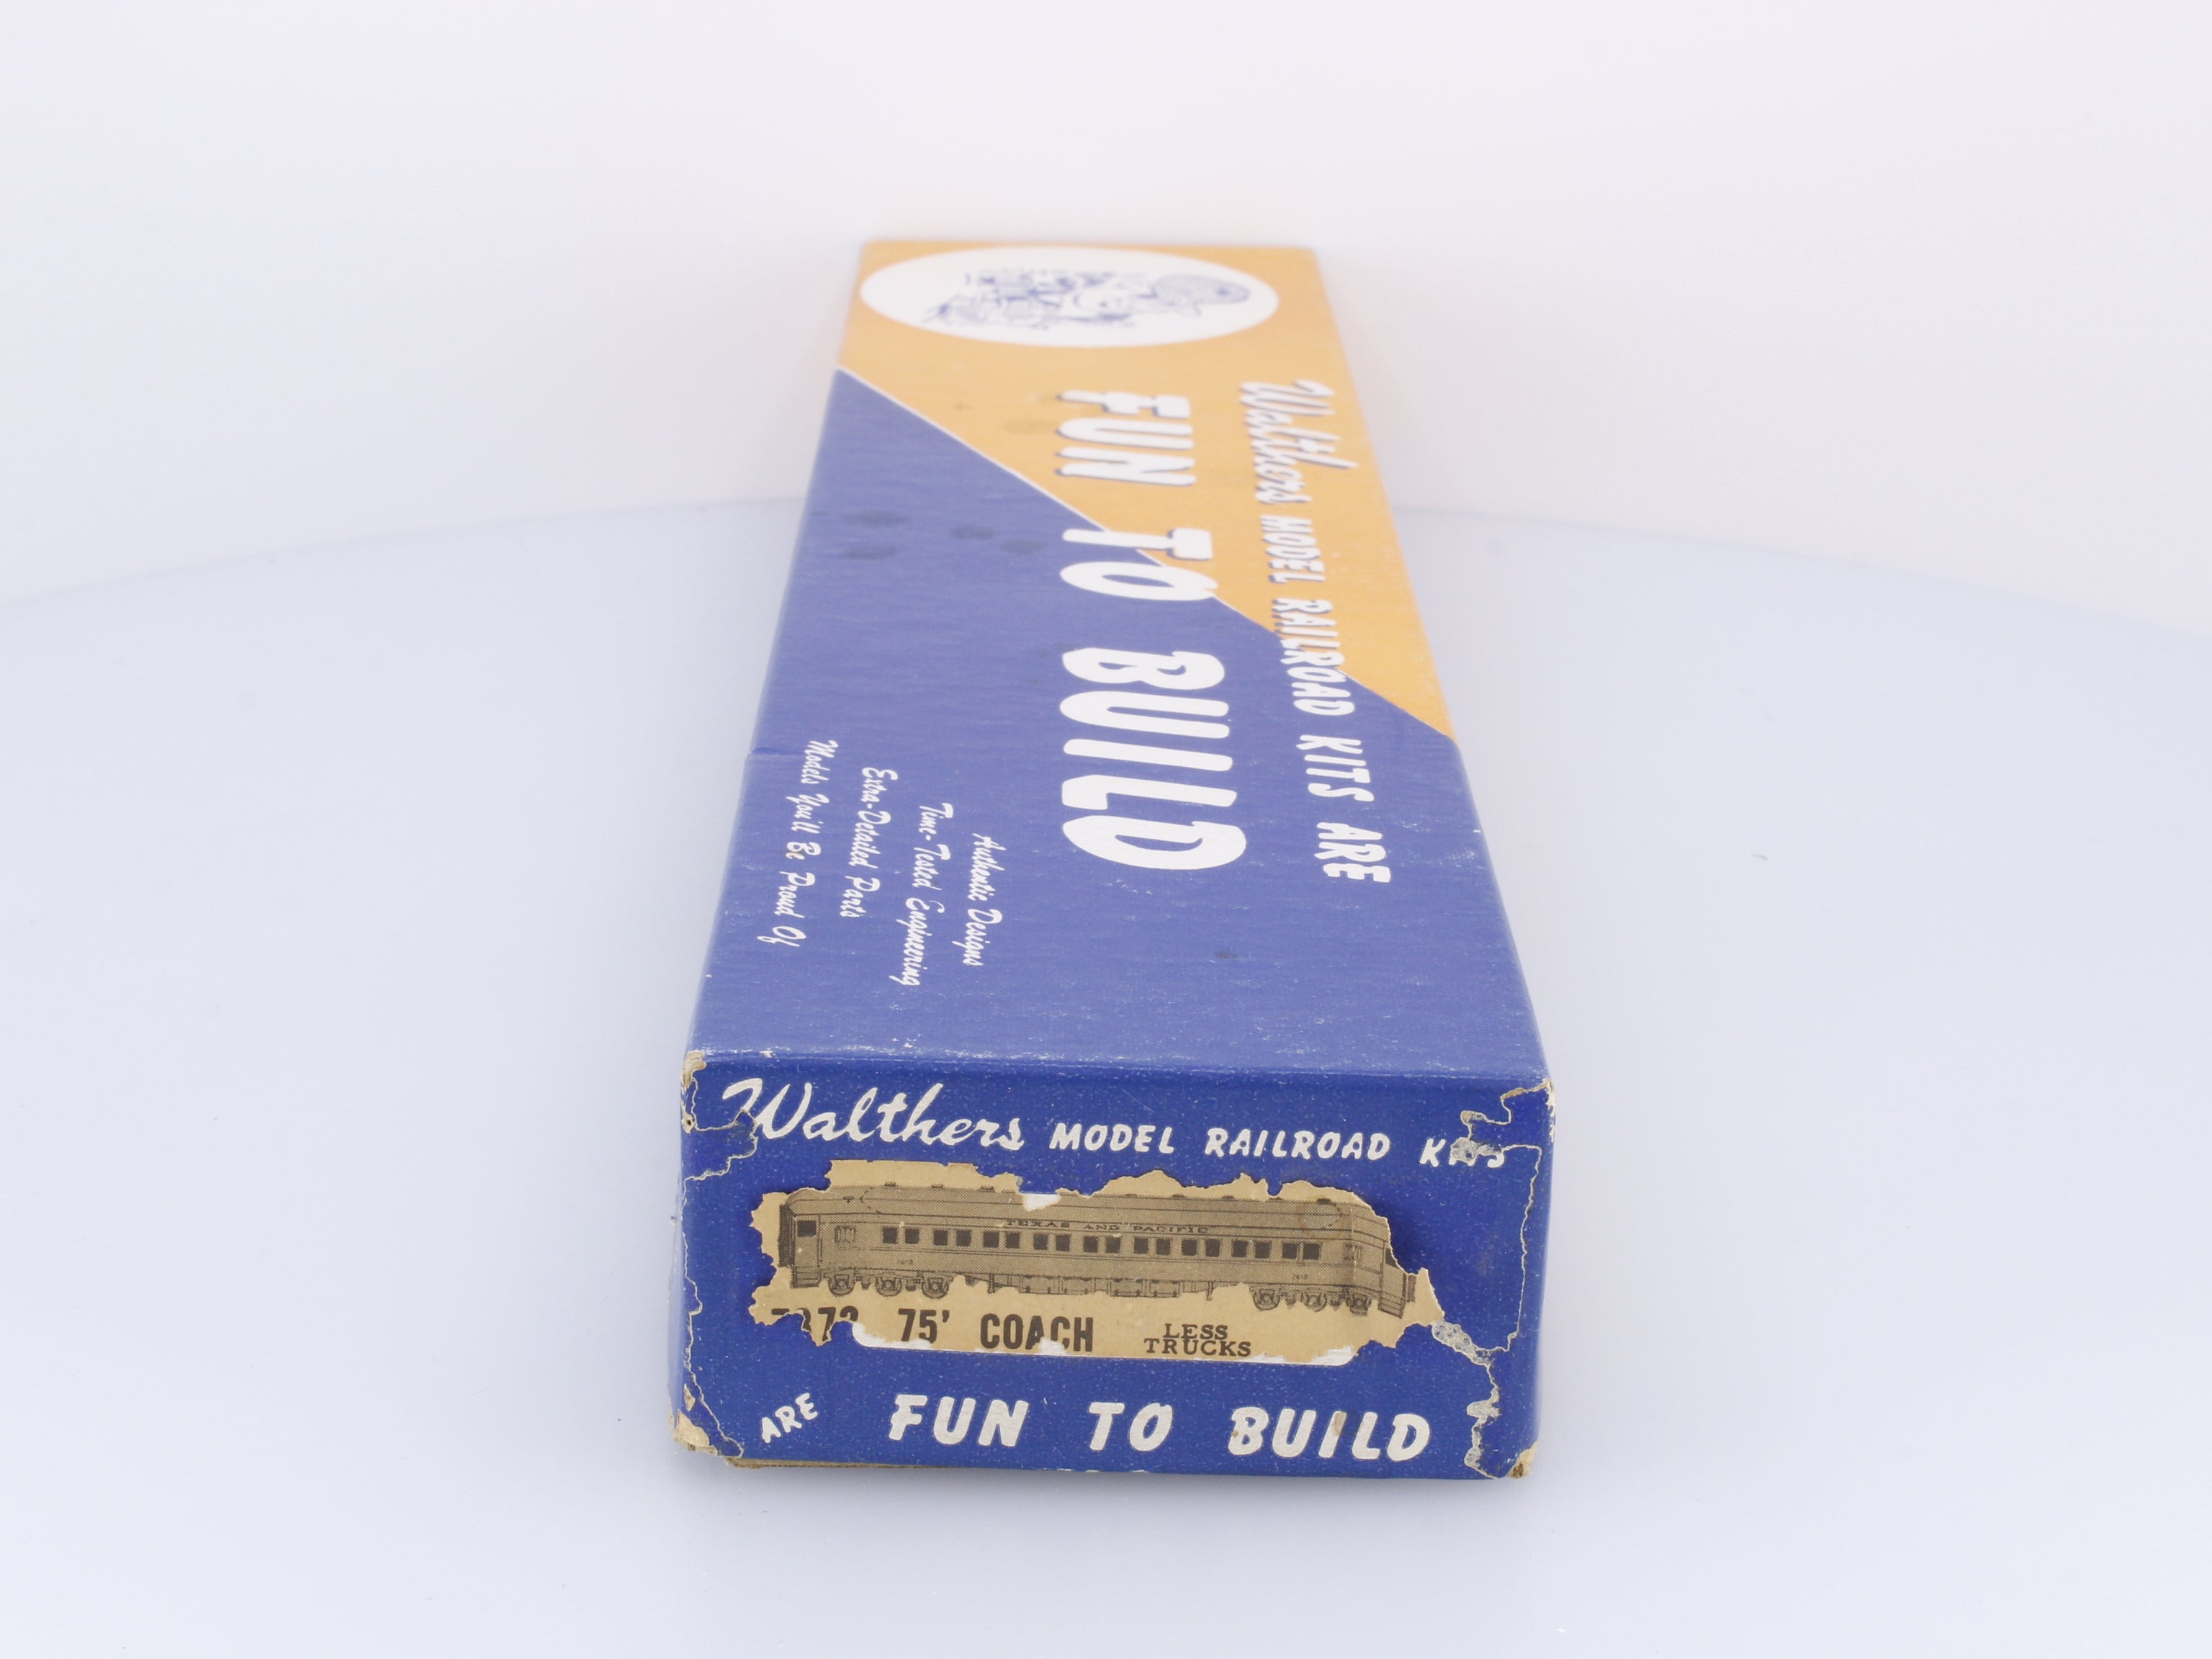 Walthers MODEL RAILROAD KITS ARE
FUN TO BUILD
Authentic Designs
Time-Tested Engineering
Extra-Detailed Parts
Models You'll Be Proud Of
Walthers MODEL RAILROAD KITS
TEXAS AND PACIFIC
75' COACH LESS TRUCKS
ARE FUN TO BUILD